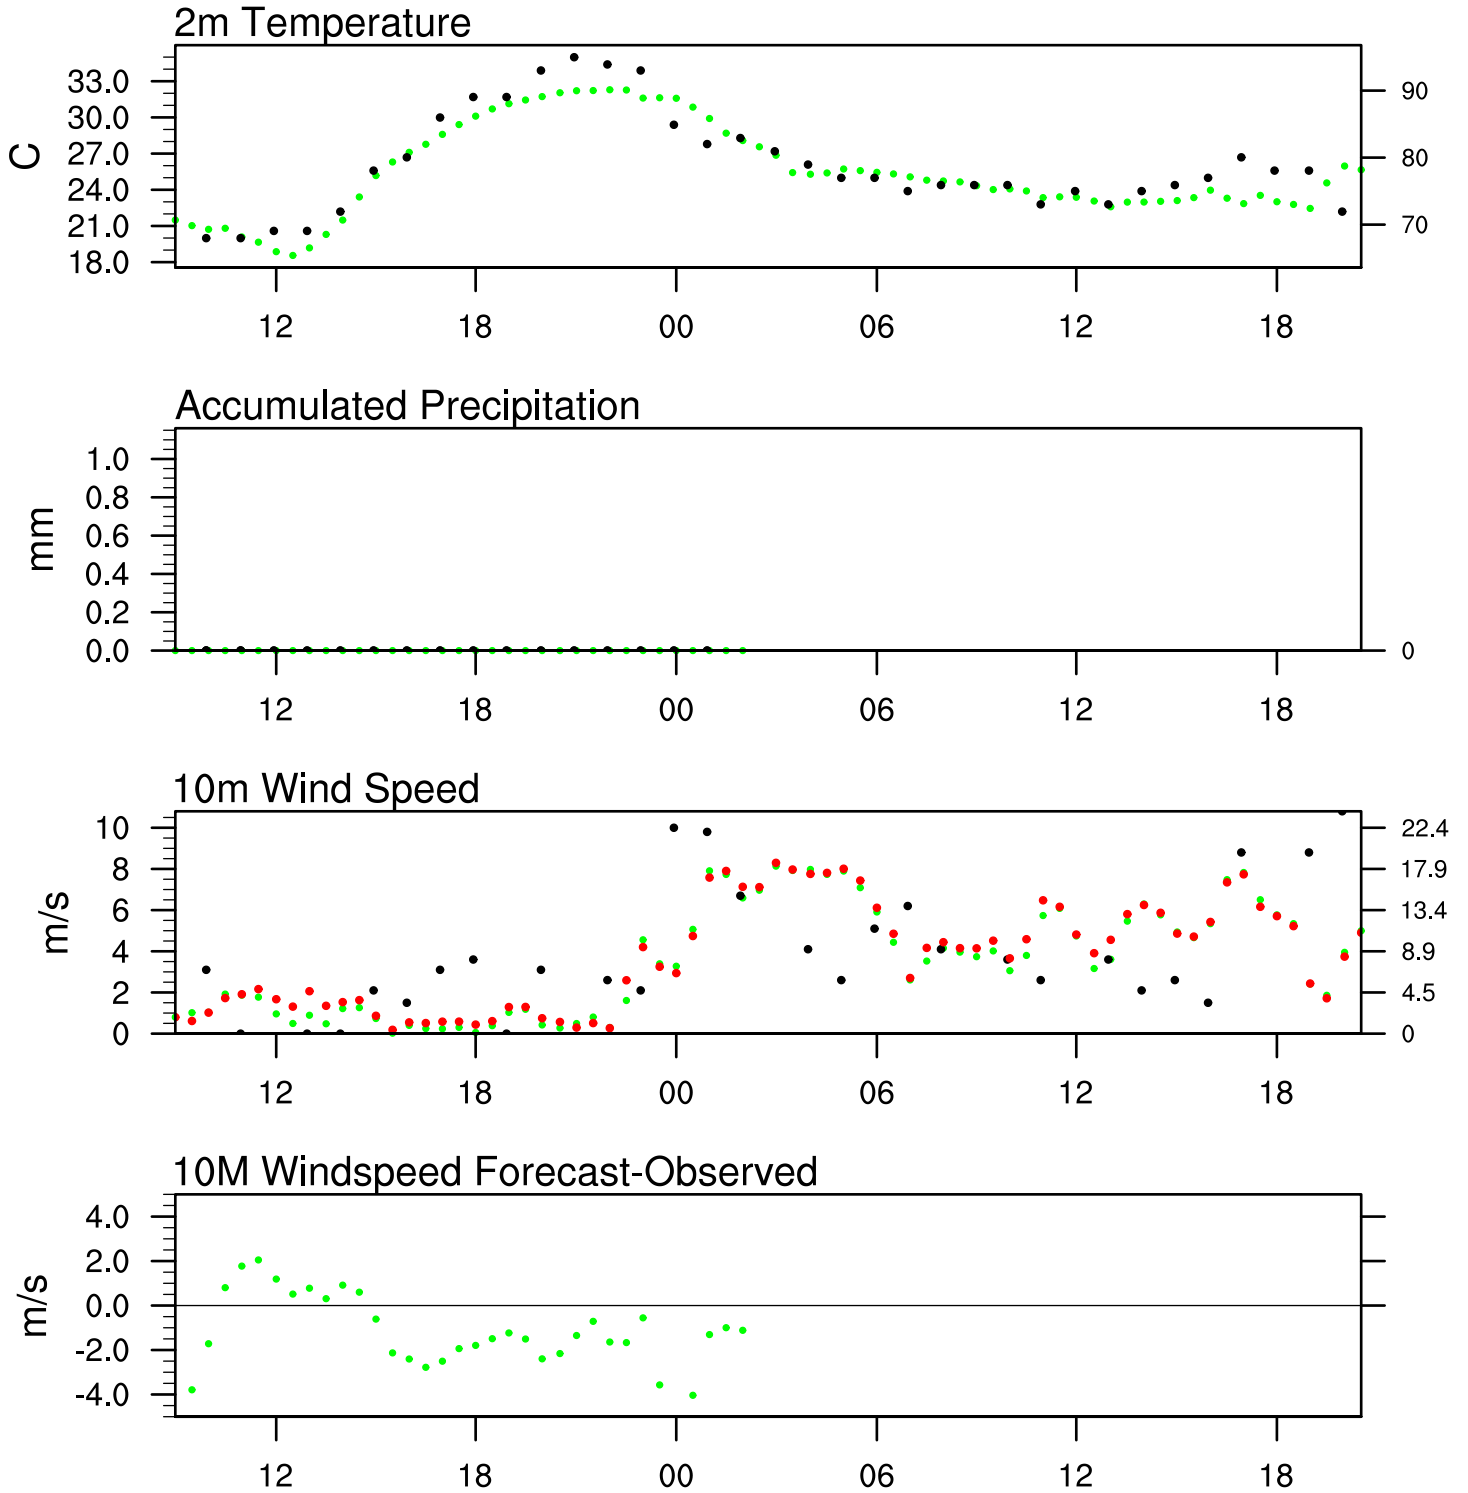 2m Temperature
33.0
30.0
27.0
24.0
21.0
18.0
C
90
80
70
12 18 00 06 12 18
Accumulated Precipitation
1.0
0.8
0.6
0.4
0.2
0.0
mm
0
12 18 00 06 12 18
10m Wind Speed
10
8
6
4
2
0
m/s
22.4
17.9
13.4
8.9
4.5
0
12 18 00 06 12 18
10M Windspeed Forecast-Observed
4.0
2.0
0.0
-2.0
-4.0
m/s
12 18 00 06 12 18